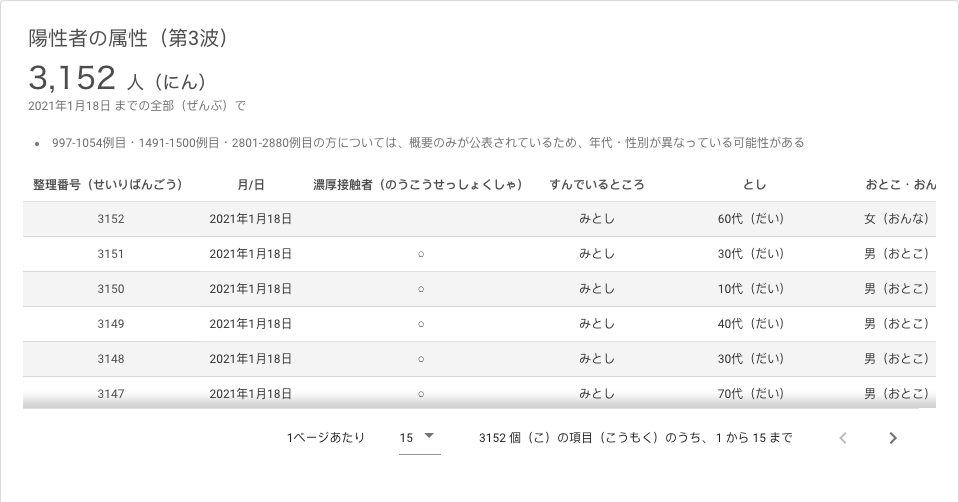 陽性者の属性（第3波）
3,152 人（にん）
2021年1月18日 までの全部（ぜんぶ）で
• 997-1054例目・1491-1500例目・2801-2880例目の方については、概要のみが公表されているため、年代・性別が異なっている可能性がある
整理番号（せいりばんごう） 月/日 濃厚接触者（のうこうせっしょくしゃ） すんでいるところ とし おとこ・おん
3152 2021年1月18日 みとし 60代（だい） 女（おんな）
3151 2021年1月18日 ○ みとし 30代（だい） 男（おとこ）
3150 2021年1月18日 ○ みとし 10代（だい） 男（おとこ）
3149 2021年1月18日 ○ みとし 40代（だい） 男（おとこ）
3148 2021年1月18日 ○ みとし 30代（だい） 男（おとこ）
3147 2021年1月18日 ○ みとし 70代（だい） 男（おとこ）
1ページあたり 15 3152 個（こ）の項目（こうもく）のうち、1 から 15 まで